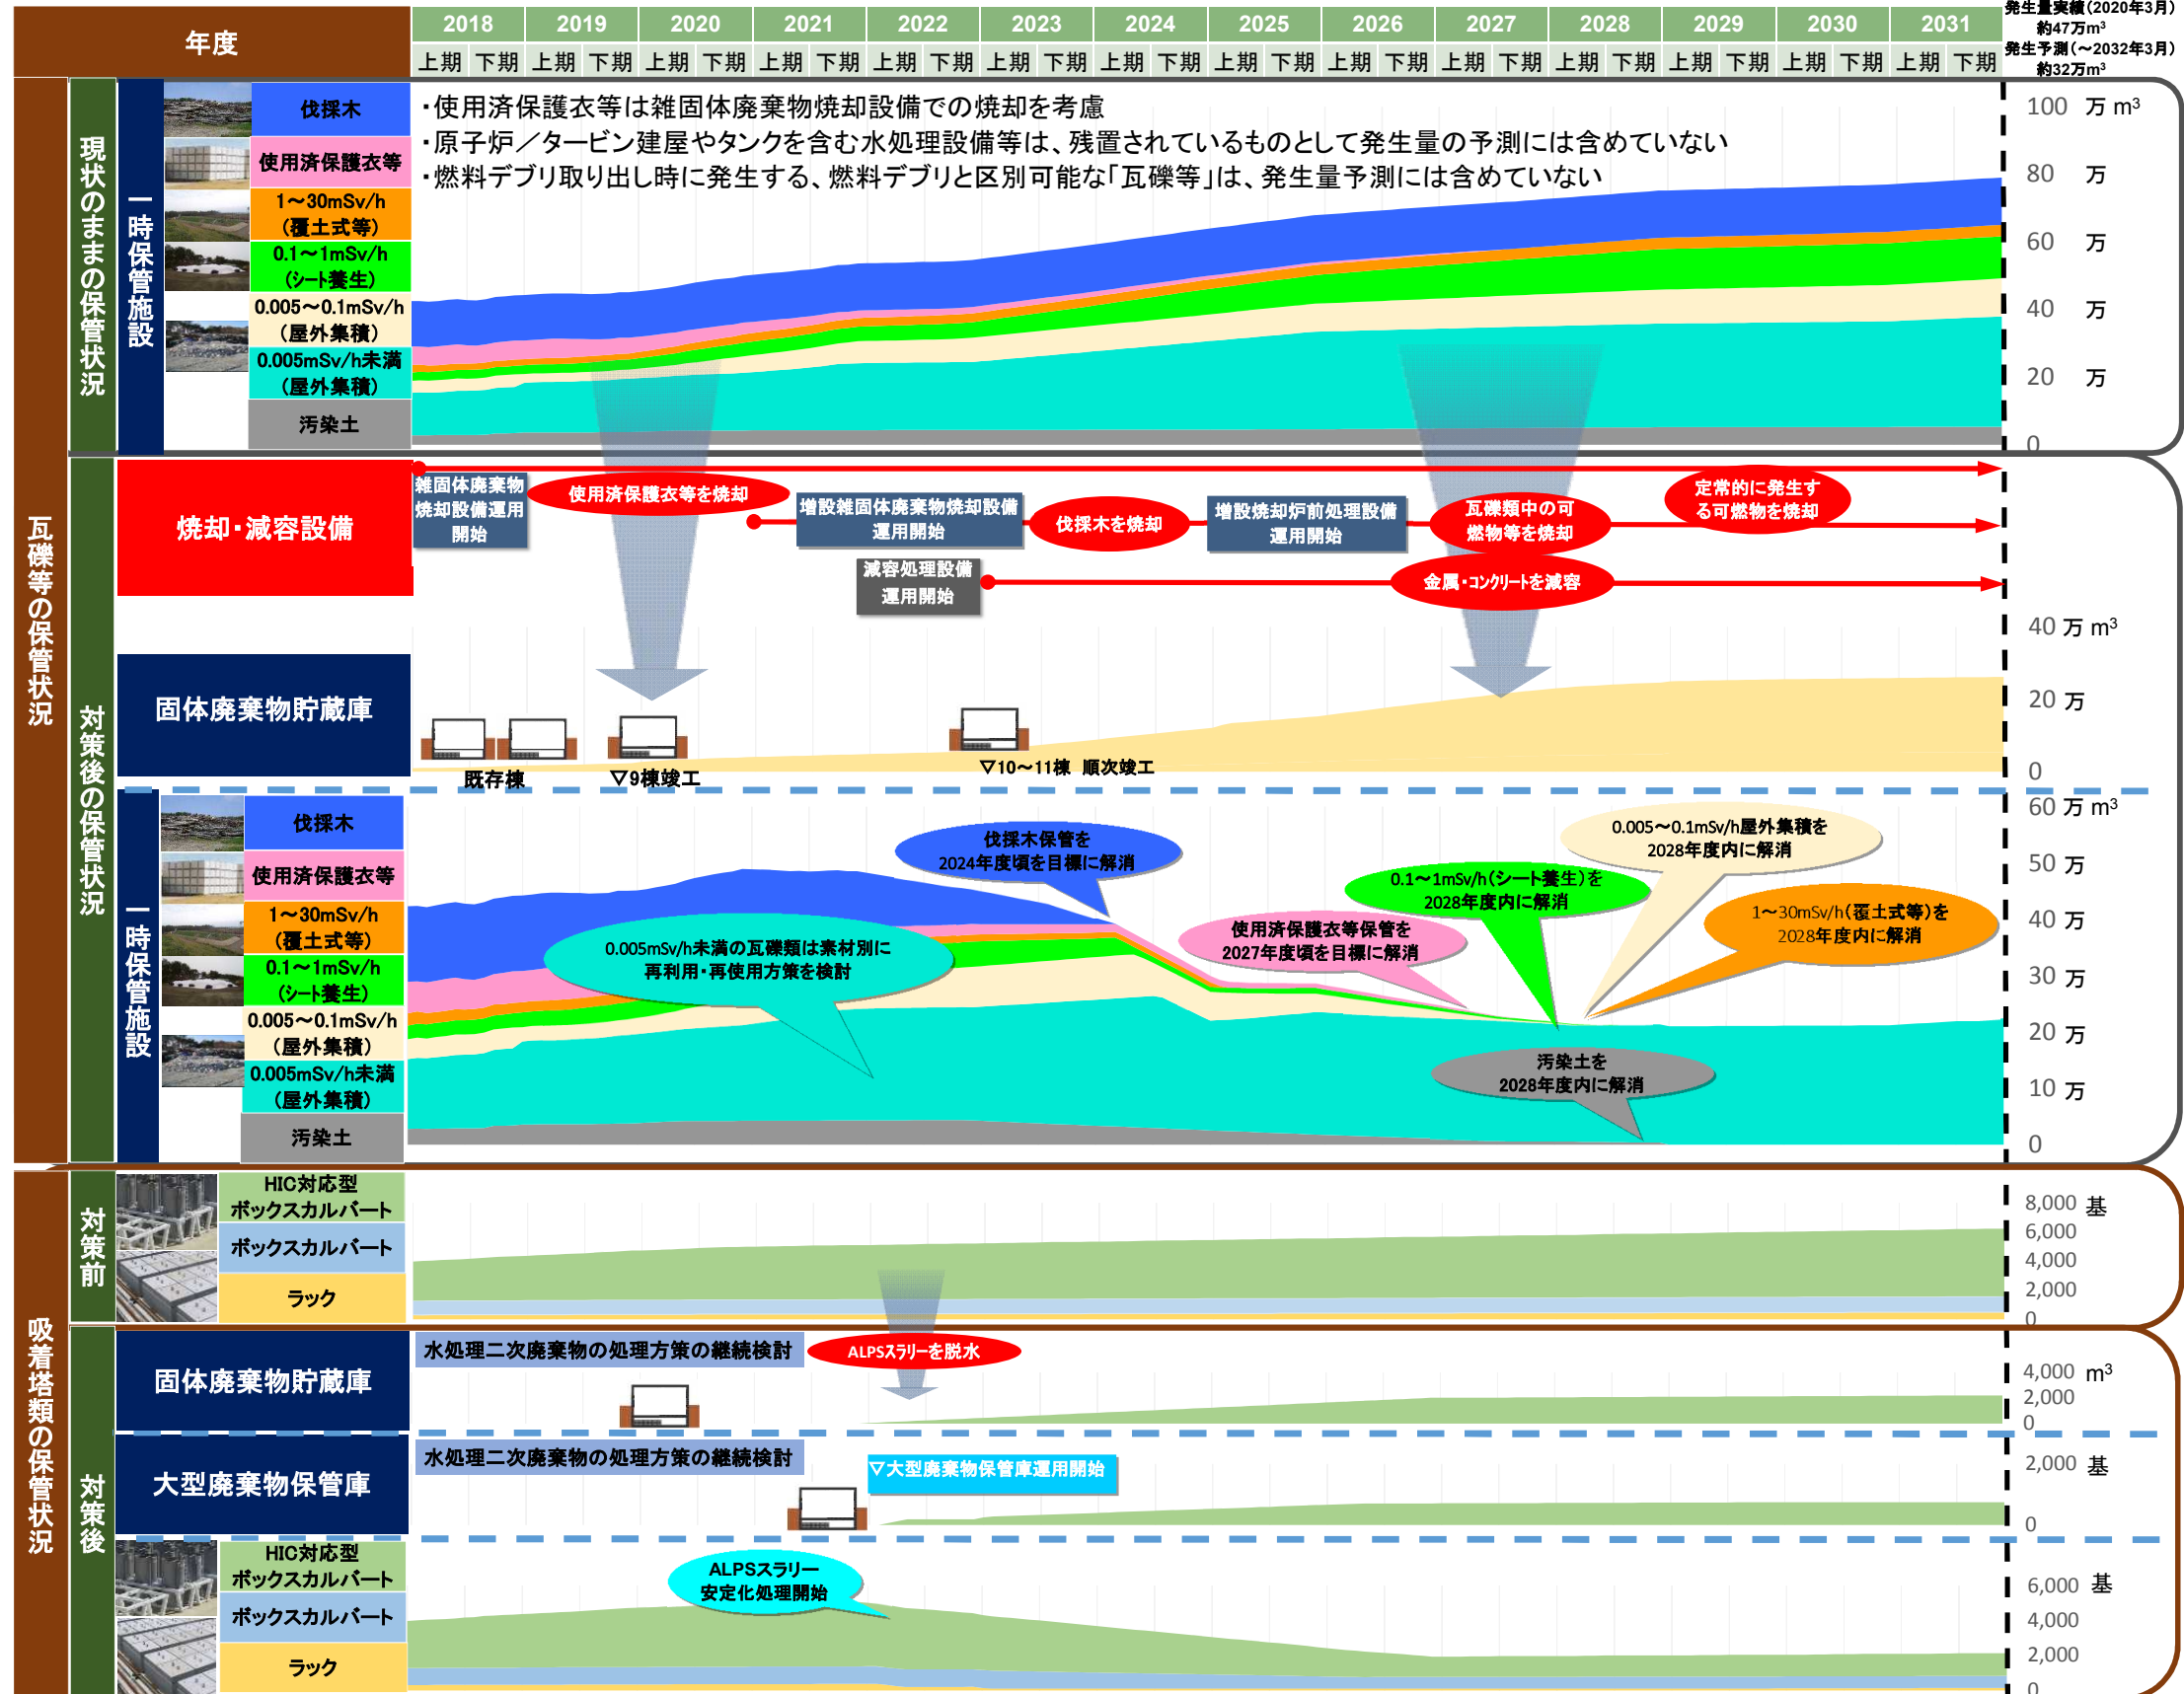 年度
2018 2019 2020 2021 2022 2023 2024 2025 2026 2027 2028 2029 2030 2031
上期 下期 上期 下期 上期 下期 上期 下期 上期 下期 上期 下期 上期 下期 上期 下期 上期 下期 上期 下期 上期 下期 上期 下期 上期 下期 上期 下期
発生量実績(2020年3月)
約47万m³
発生予測(～2032年3月)
約32万m³
瓦礫等の保管状況
現状のままの保管状況
一時保管施設
伐採木
使用済保護衣等
1～30mSv/h
(覆土式等)
0.1～1mSv/h
(シート養生)
0.005～0.1mSv/h
(屋外集積)
0.005mSv/h未満
(屋外集積)
汚染土
・使用済保護衣等は雑固体廃棄物焼却設備での焼却を考慮
・原子炉／タービン建屋やタンクを含む水処理設備等は、残置されているものとして発生量の予測には含めていない
・燃料デブリ取り出し時に発生する、燃料デブリと区別可能な「瓦礫等」は、発生量予測には含めていない
100 万 m³
80 万
60 万
40 万
20 万
0
対策後の保管状況
焼却・減容設備
雑固体廃棄物
焼却設備運用
開始
使用済保護衣等を焼却
増設雑固体廃棄物焼却設備
運用開始
伐採木を焼却
増設焼却炉前処理設備
運用開始
瓦礫類中の可
燃物等を焼却
定常的に発生す
る可燃物を焼却
減容処理設備
運用開始
金属・コンクリートを減容
固体廃棄物貯蔵庫
既存棟
▽9棟竣工
▽10～11棟 順次竣工
40 万 m³
20 万
0
一時保管施設
伐採木
使用済保護衣等
1～30mSv/h
(覆土式等)
0.1～1mSv/h
(シート養生)
0.005～0.1mSv/h
(屋外集積)
0.005mSv/h未満
(屋外集積)
汚染土
伐採木保管を
2024年度頃を目標に解消
0.005mSv/h未満の瓦礫類は素材別に
再利用・再使用方策を検討
使用済保護衣等保管を
2027年度頃を目標に解消
0.1～1mSv/h(シート養生)を
2028年度内に解消
0.005～0.1mSv/h屋外集積を
2028年度内に解消
1～30mSv/h(覆土式等)を
2028年度内に解消
汚染土を
2028年度内に解消
60 万 m³
50 万
40 万
30 万
20 万
10 万
0
吸着塔類の保管状況
対策前
HIC対応型
ボックスカルバート
ボックスカルバート
ラック
8,000 基
6,000
4,000
2,000
0
対策後
固体廃棄物貯蔵庫
水処理二次廃棄物の処理方策の継続検討
ALPSスラリーを脱水
4,000 m³
2,000
0
大型廃棄物保管庫
水処理二次廃棄物の処理方策の継続検討
▽大型廃棄物保管庫運用開始
2,000 基
0
HIC対応型
ボックスカルバート
ボックスカルバート
ラック
ALPSスラリー
安定化処理開始
6,000 基
4,000
2,000
0